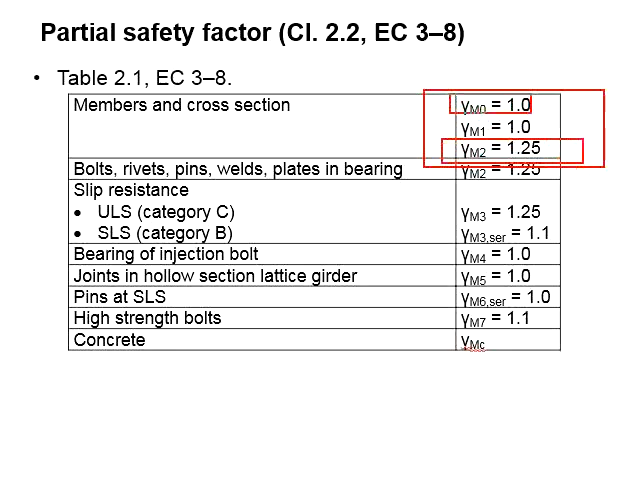 Partial safety factor (Cl. 2.2, EC 3–8)
• Table 2.1, EC 3–8.
Members and cross section γM0 = 1.0
γM1 = 1.0
γM2 = 1.25
Bolts, rivets, pins, welds, plates in bearing γM2 = 1.25
Slip resistance
• ULS (category C) γM3 = 1.25
• SLS (category B) γM3,ser = 1.1
Bearing of injection bolt γM4 = 1.0
Joints in hollow section lattice girder γM5 = 1.0
Pins at SLS γM6,ser = 1.0
High strength bolts γM7 = 1.1
Concrete γMc